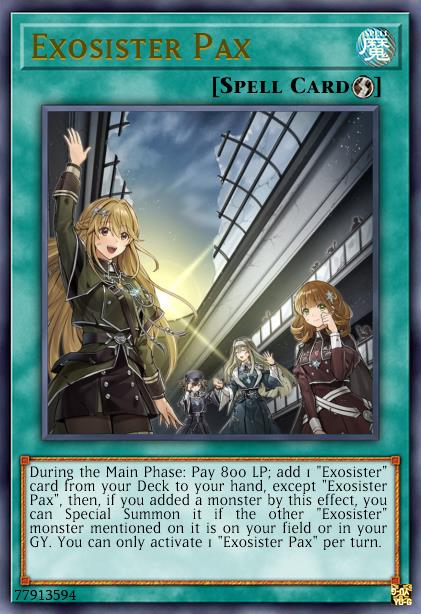 Exosister Pax
SPELL
魔
[Spell Card]
During the Main Phase: Pay 800 LP; add 1 "Exosister"
card from your Deck to your hand, except "Exosister
Pax", then, if you added a monster by this effect, you
can Special Summon it if the other "Exosister"
monster mentioned on it is on your field or in your
GY. You can only activate 1 "Exosister Pax" per turn.
77913594